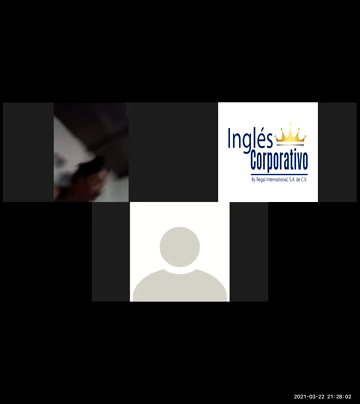 Inglés
Corporativo
By Regal International, S.A. de C.V.
2021-03-22 21:28:02